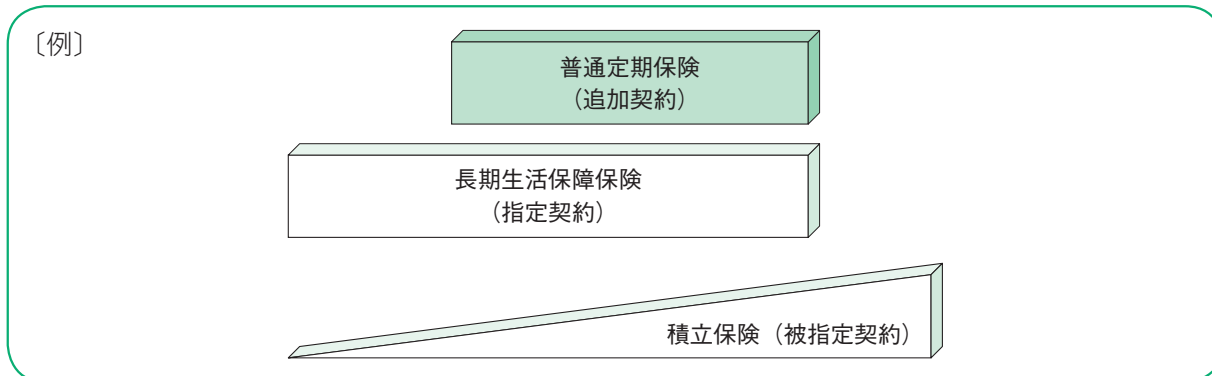 〔例〕
普通定期保険
（追加契約）
長期生活保障保険
（指定契約）
積立保険（被指定契約）